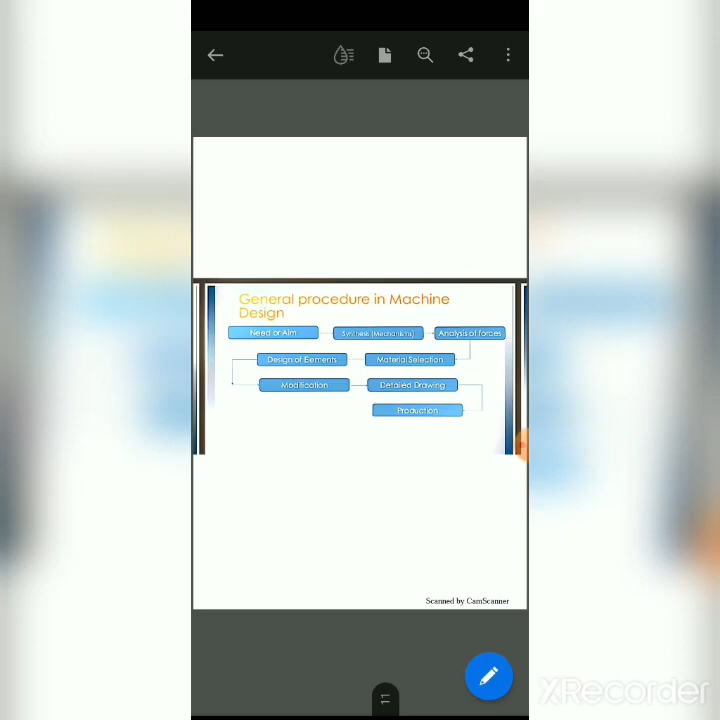 General procedure in Machine
Design
Need or Aim
Synthesis (Mechanisms)
Analysis of forces
Design of Elements
Material Selection
Modification
Detailed Drawing
Production
Scanned by CamScanner
11
XRecorder